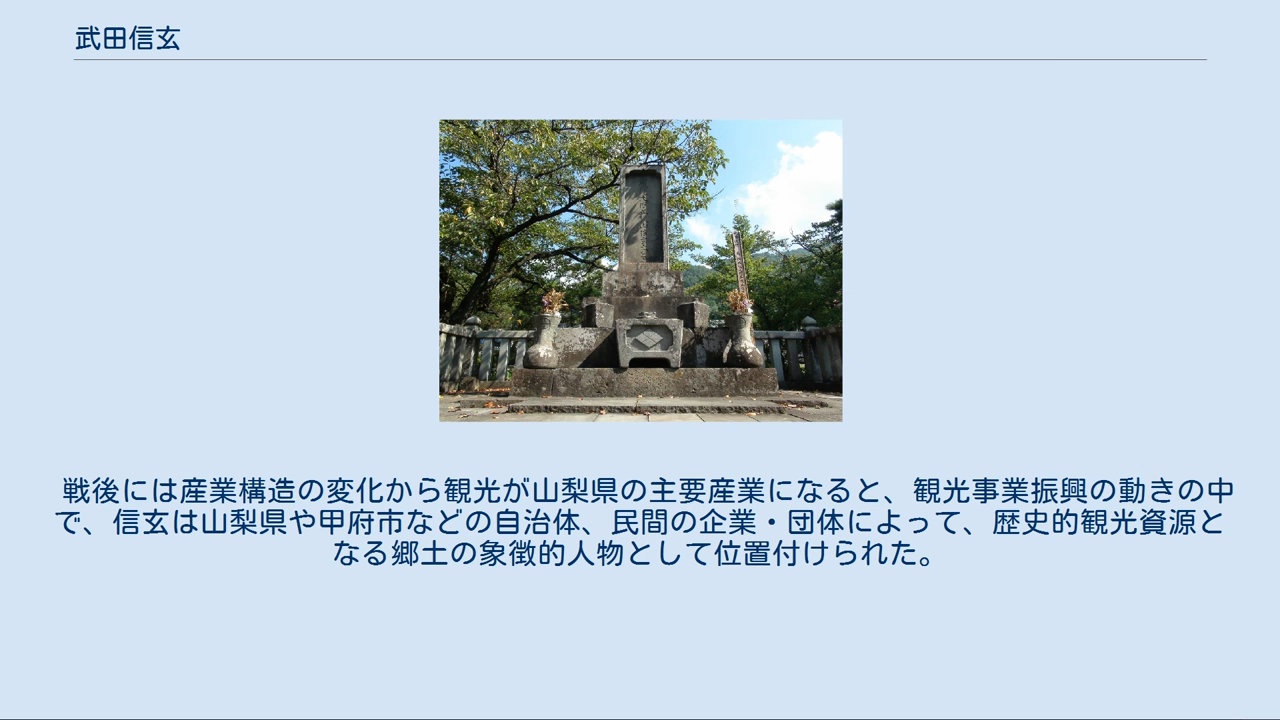 武田信玄
戦後には産業構造の変化から観光が山梨県の主要産業になると、観光事業振興の動きの中
で、信玄は山梨県や甲府市などの自治体、民間の企業・団体によって、歴史的観光資源と
なる郷土の象徴的人物として位置付けられた。